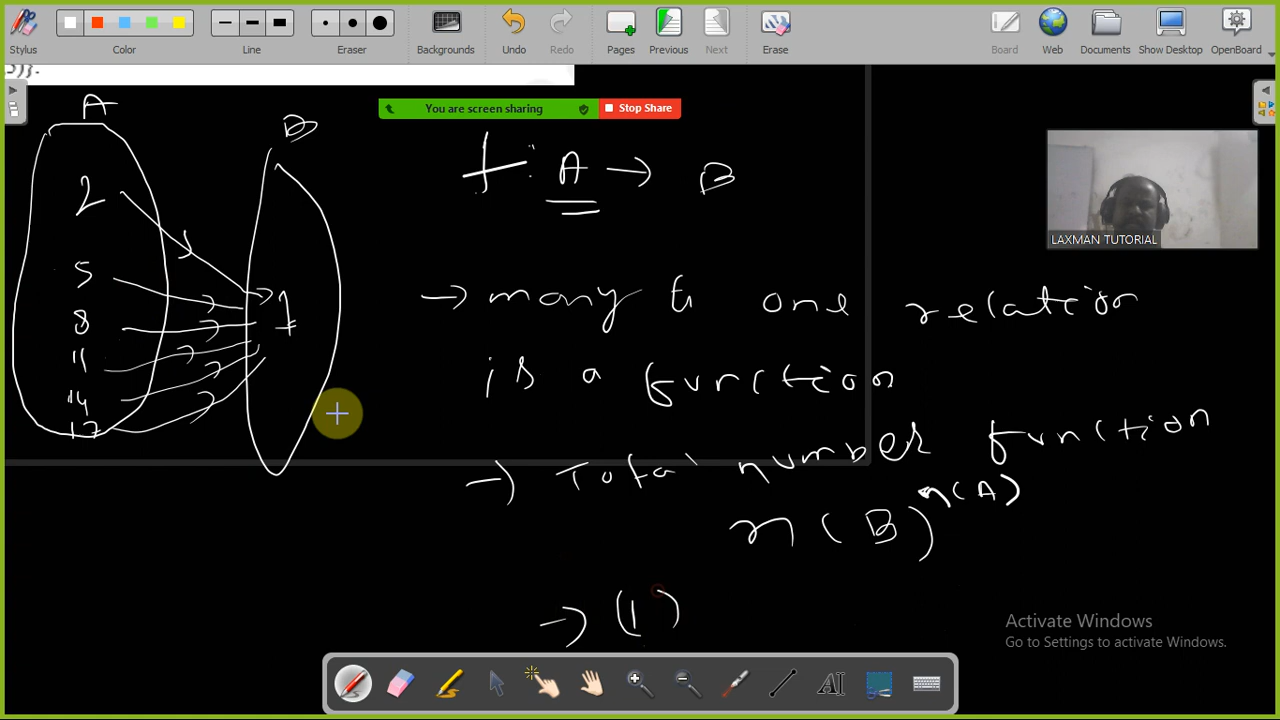 Stylus
Color
Line
Eraser
Backgrounds
Undo
Redo
Pages
Previous
Next
Erase
Board
Web
Documents
Show Desktop
OpenBoard
You are screen sharing
Stop Share
A
B
f: A → B
2
5
8
11
14
17
1
→ many to one relation
is a function
→ Total number function
n(B)^n(A)
→ (1)
LAXMAN TUTORIAL
Activate Windows
Go to Settings to activate Windows.